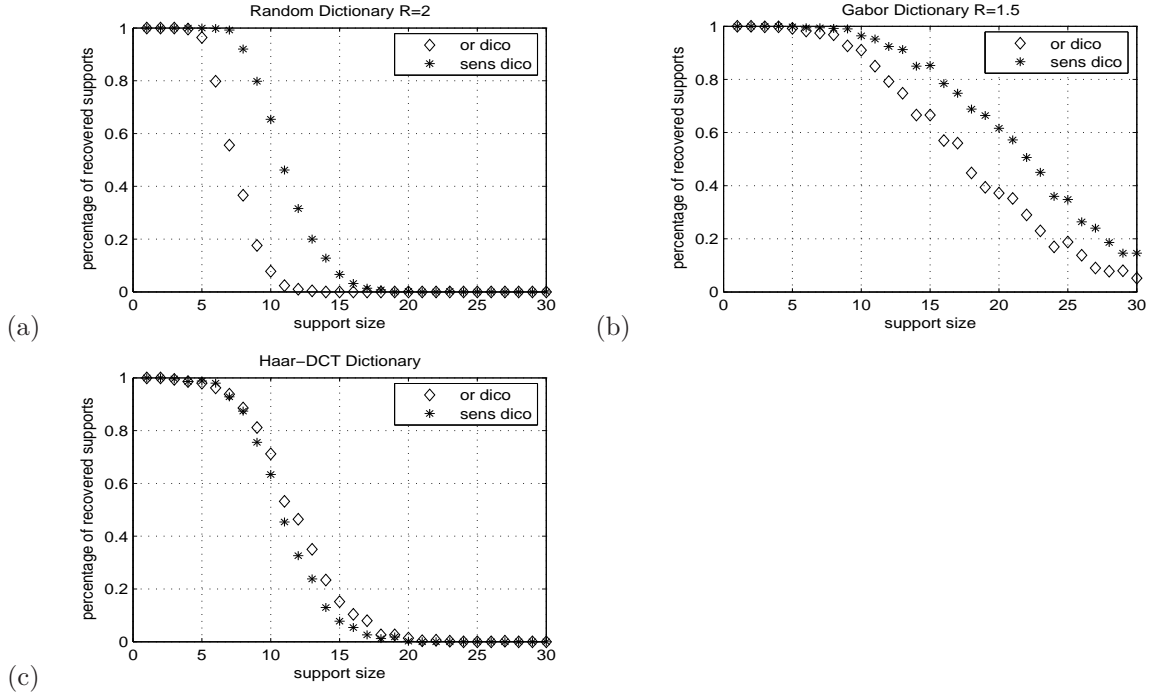 Random Dictionary R=2
or dico
sens dico
percentage of recovered supports
1
0.8
0.6
0.4
0.2
0
0 5 10 15 20 25 30
support size
(a)
Gabor Dictionary R=1.5
or dico
sens dico
percentage of recovered supports
1
0.8
0.6
0.4
0.2
0
0 5 10 15 20 25 30
support size
(b)
Haar-DCT Dictionary
or dico
sens dico
percentage of recovered supports
1
0.8
0.6
0.4
0.2
0
0 5 10 15 20 25 30
support size
(c)